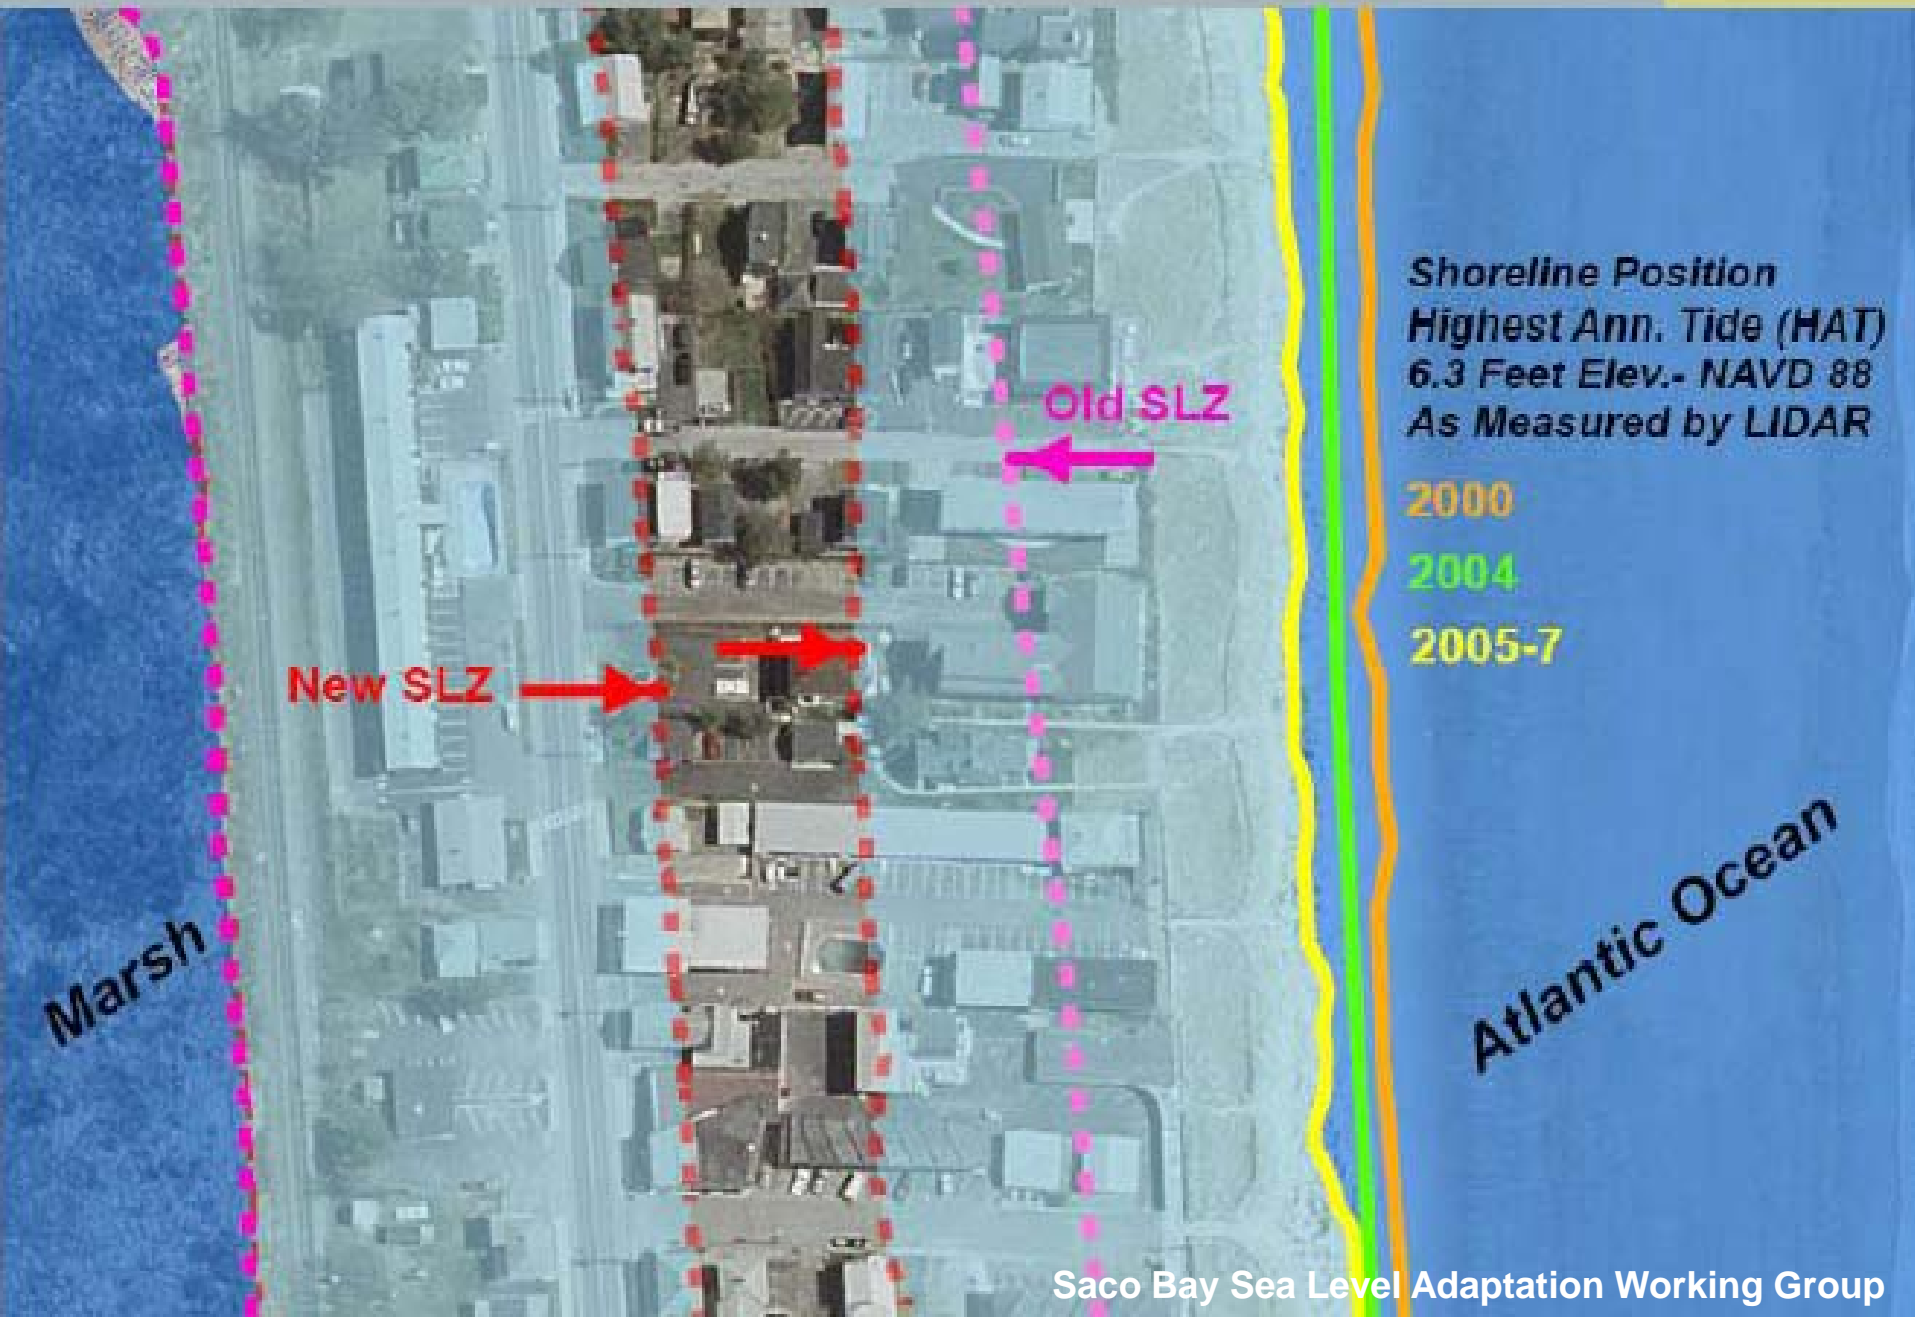 Shoreline Position
Highest Ann. Tide (HAT)
6.3 Feet Elev.- NAVD 88
As Measured by LIDAR
Old SLZ
2000
2004
2005-7
New SLZ
Marsh
Atlantic Ocean
Saco Bay Sea Level Adaptation Working Group